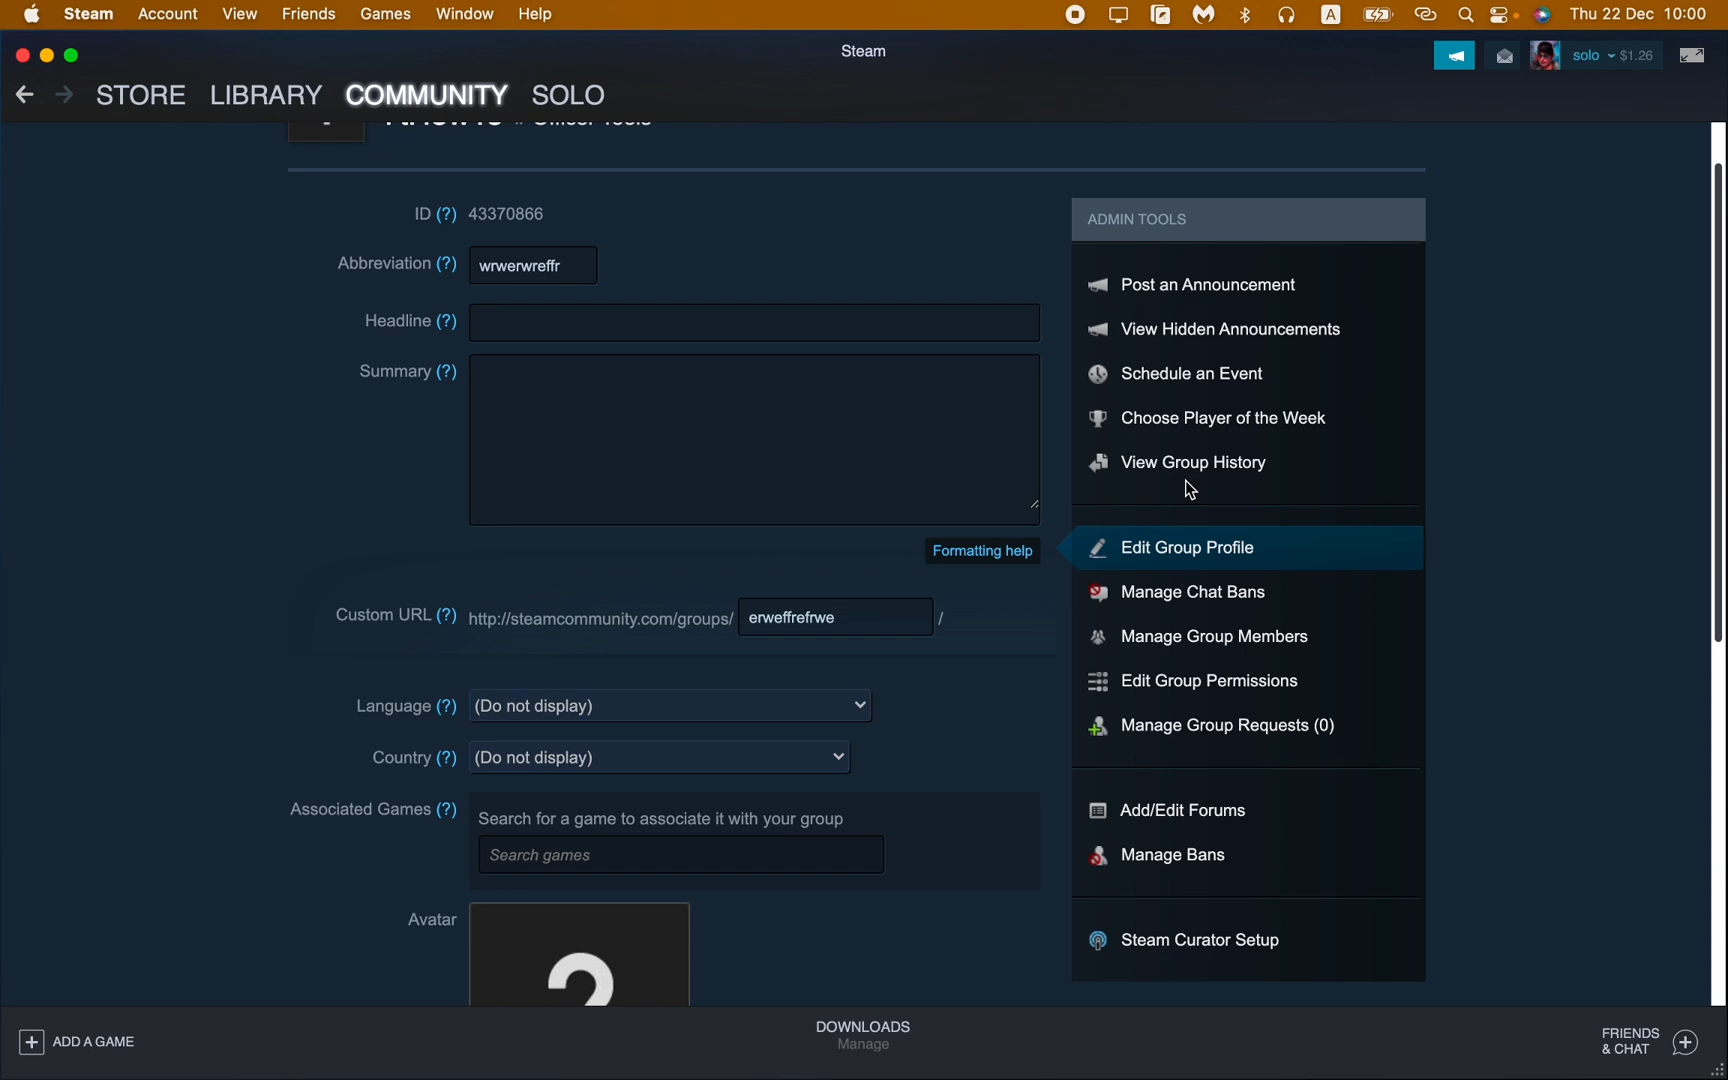 Steam Account View Friends Games Window Help
A
Thu 22 Dec 10:00
Steam
solo $1.26
STORE LIBRARY COMMUNITY SOLO
ID (?) 43370866
Abbreviation (?) wrwerwreffr
Headline (?)
Summary (?)
Formatting help
Custom URL (?) http://steamcommunity.com/groups/ erweffrefrwe /
Language (?) (Do not display)
Country (?) (Do not display)
Associated Games (?) Search for a game to associate it with your group
Search games
Avatar
?
ADMIN TOOLS
Post an Announcement
View Hidden Announcements
Schedule an Event
Choose Player of the Week
View Group History
Edit Group Profile
Manage Chat Bans
Manage Group Members
Edit Group Permissions
Manage Group Requests (0)
Add/Edit Forums
Manage Bans
Steam Curator Setup
ADD A GAME
DOWNLOADS
Manage
FRIENDS
& CHAT